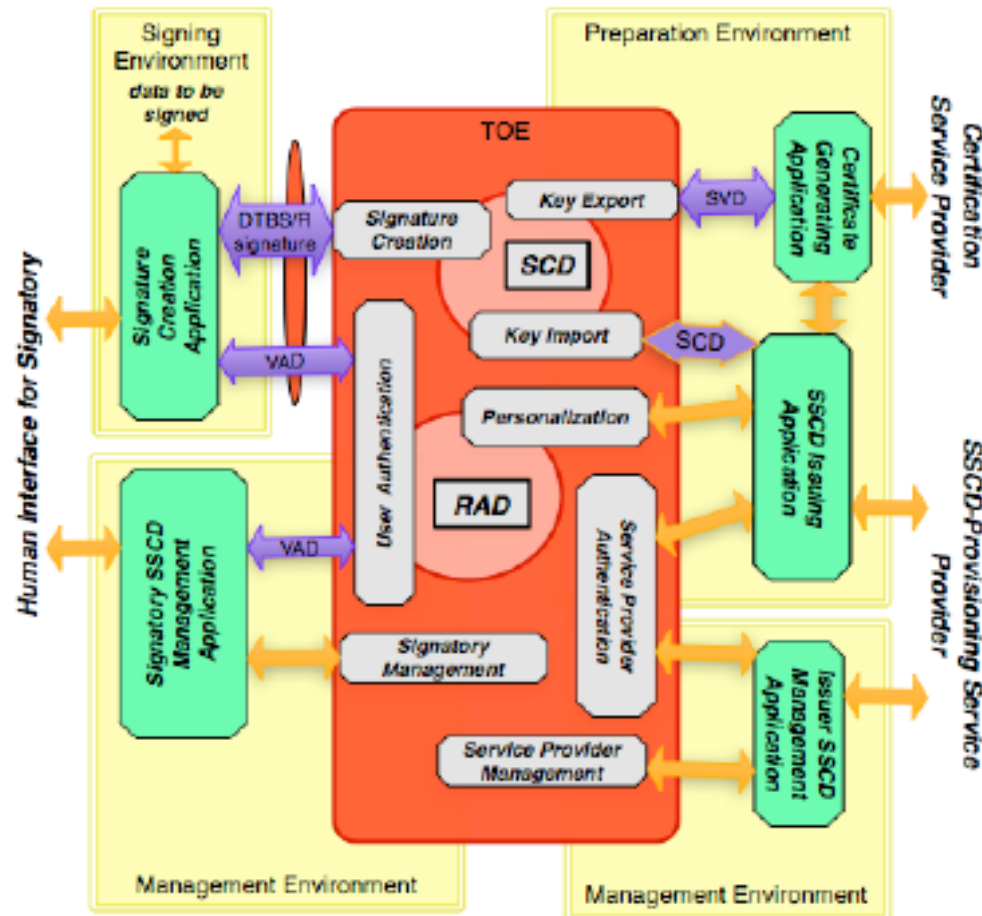 Signing
Environment
data to be
signed
Preparation Environment
TOE
Signature
Creation
Application
DTBS/R
signature
Signature
Creation
Key Export
SVD
Certificate
Generating
Application
Certification
Service Provider
SCD
Human Interface for Signatory
VAD
User Authentication
Key Import
SCD
SSCD Issuing
Application
Personalization
RAD
Service Provider
Authentication
SSCD-Provisioning Service
Provider
Signatory SSCD
Management
Application
VAD
Signatory
Management
Issuer SSCD
Management
Application
Service Provider
Management
Management Environment
Management Environment